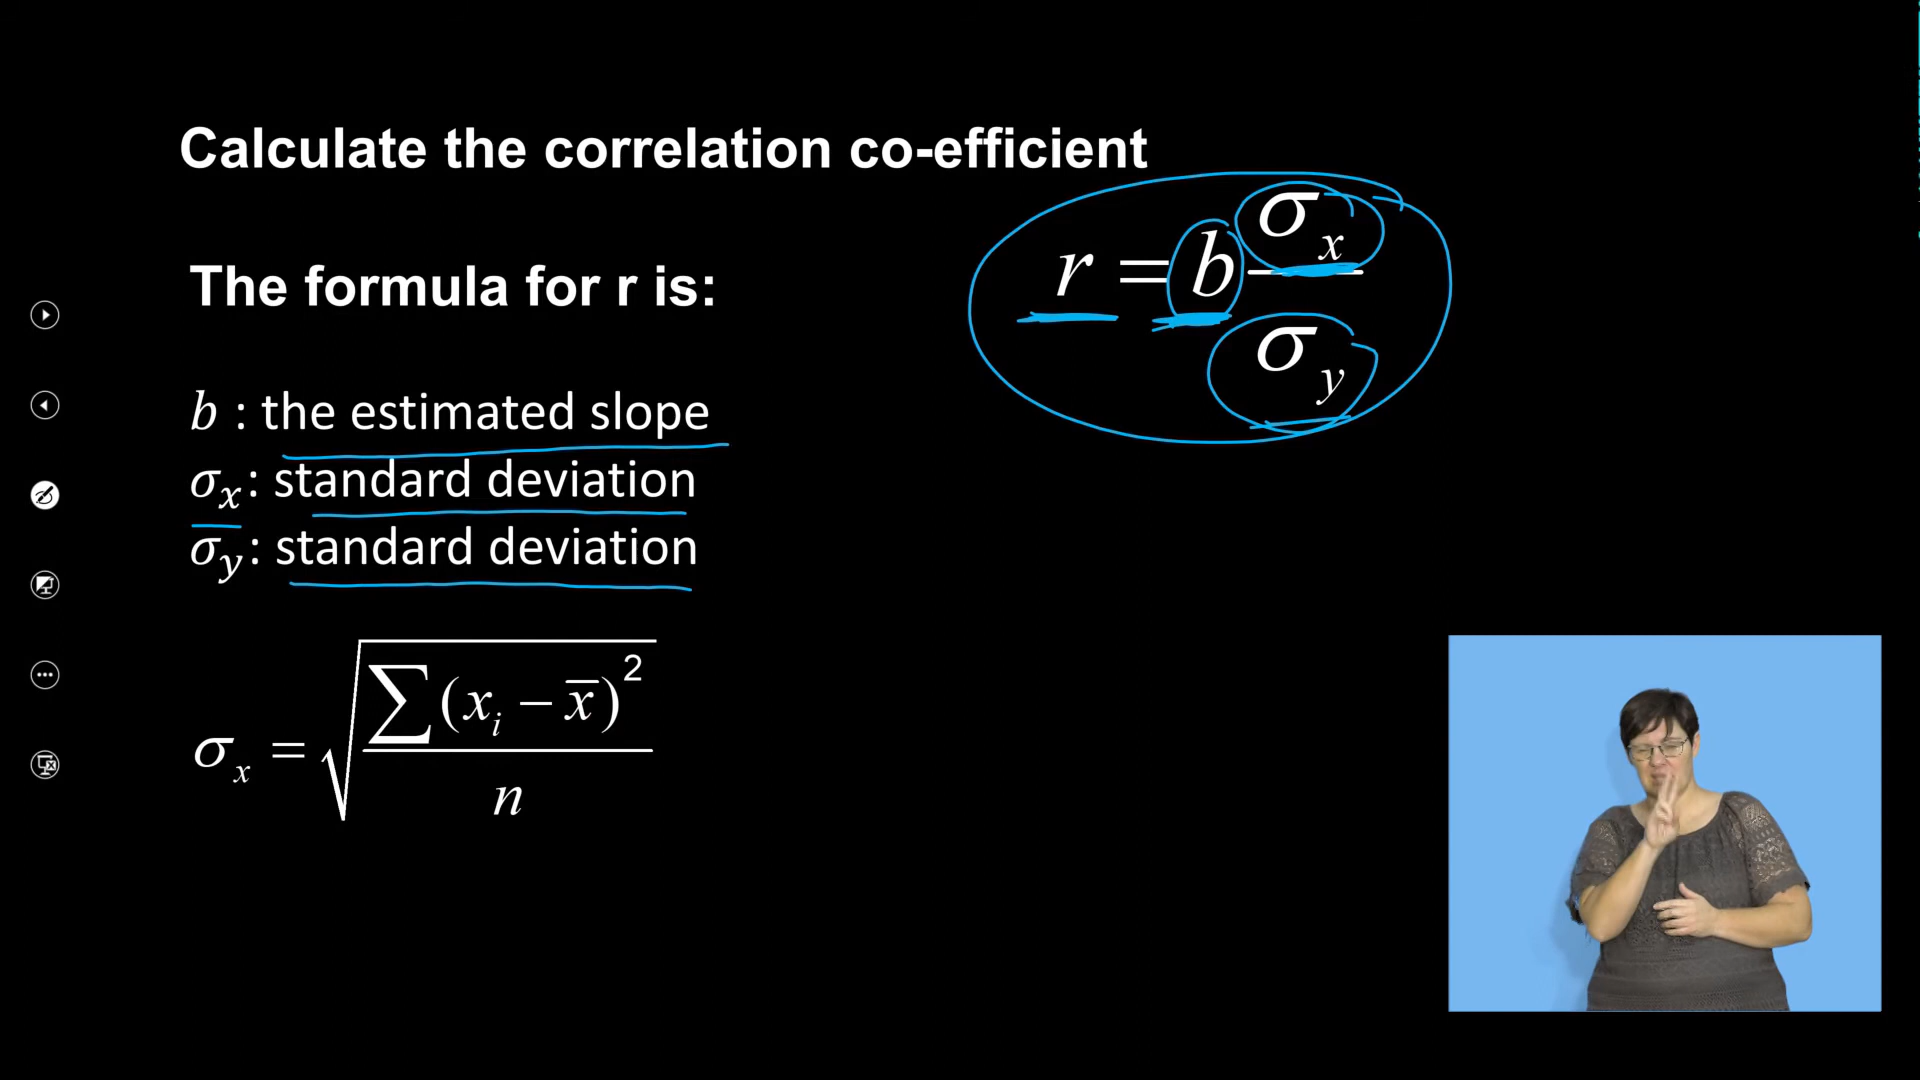 Calculate the correlation co-efficient
The formula for r is:
r = b σx / σy
b : the estimated slope
σx : standard deviation
σy : standard deviation
σx = √(∑(xi − x̅)² / n)